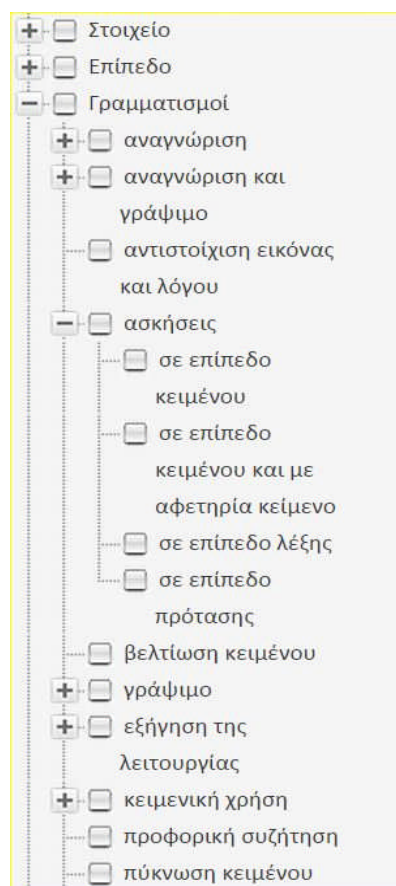 Στοιχείο
Επίπεδο
Γραμματισμοί
αναγνώριση
αναγνώριση και
γράψιμο
αντιστοίχιση εικόνας
και λόγου
ασκήσεις
σε επίπεδο
κειμένου
σε επίπεδο
κειμένου και με
αφετηρία κείμενο
σε επίπεδο λέξης
σε επίπεδο
πρότασης
βελτίωση κειμένου
γράψιμο
εξήγηση της
λειτουργίας
κειμενική χρήση
προφορική συζήτηση
πύκνωση κειμένου